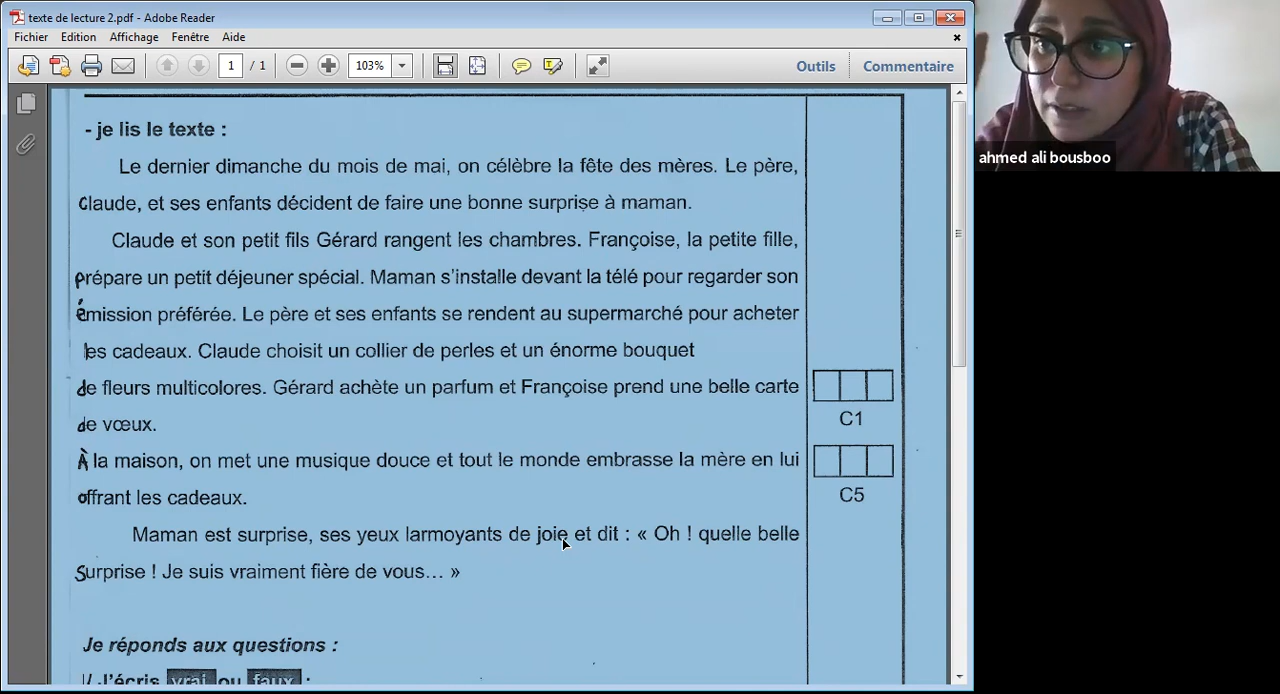 texte de lecture 2.pdf - Adobe Reader
Fichier Edition Affichage Fenêtre Aide
1 / 1 103% Outils Commentaire
ahmed ali bousboo
- je lis le texte :
Le dernier dimanche du mois de mai, on célèbre la fête des mères. Le père,
Claude, et ses enfants décident de faire une bonne surprise à maman.
Claude et son petit fils Gérard rangent les chambres. Françoise, la petite fille,
prépare un petit déjeuner spécial. Maman s'installe devant la télé pour regarder son
émission préférée. Le père et ses enfants se rendent au supermarché pour acheter
les cadeaux. Claude choisit un collier de perles et un énorme bouquet
de fleurs multicolores. Gérard achète un parfum et Françoise prend une belle carte
C1
de vœux.
À la maison, on met une musique douce et tout le monde embrasse la mère en lui
C5
offrant les cadeaux.
Maman est surprise, ses yeux larmoyants de joie et dit : « Oh ! quelle belle
surprise ! Je suis vraiment fière de vous... »
Je réponds aux questions :
1/ J'écris vrai ou faux :